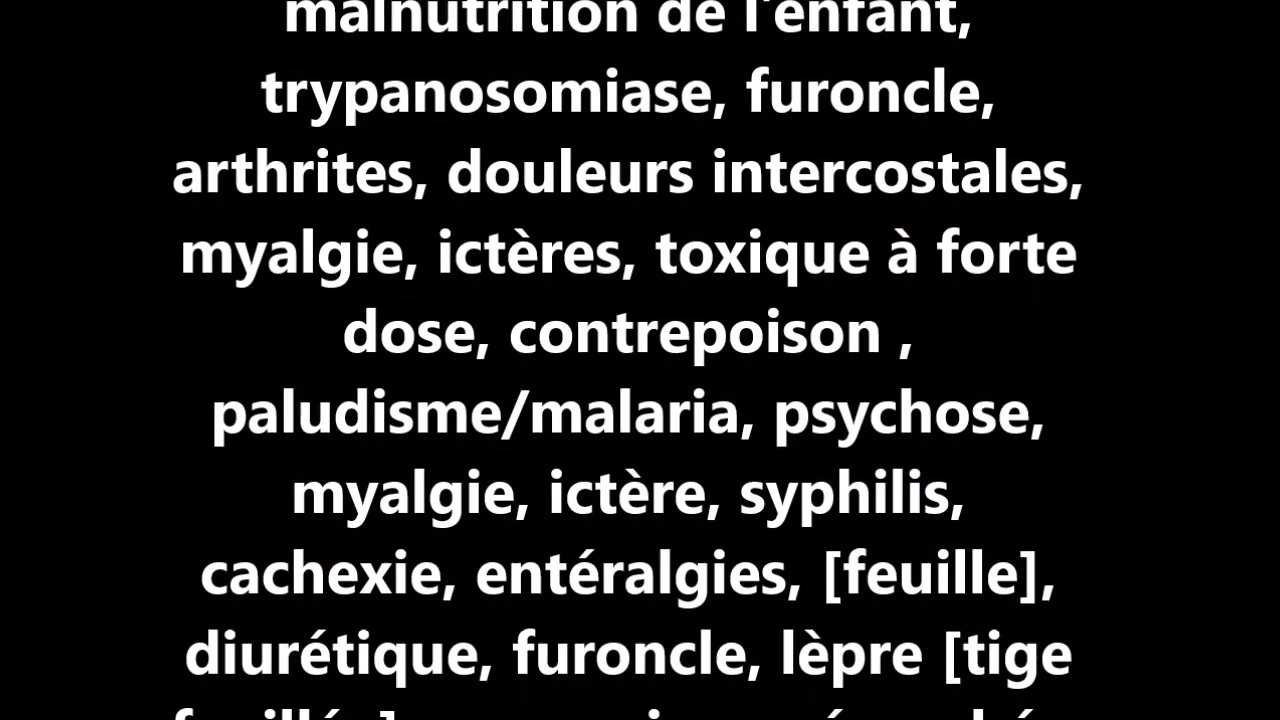 malnutrition de l'enfant,
trypanosomiase, furoncle,
arthrites, douleurs intercostales,
myalgie, ictères, toxique à forte
dose, contrepoison ,
paludisme/malaria, psychose,
myalgie, ictère, syphilis,
cachexie, entéralgies, [feuille],
diurétique, furoncle, lèpre [tige